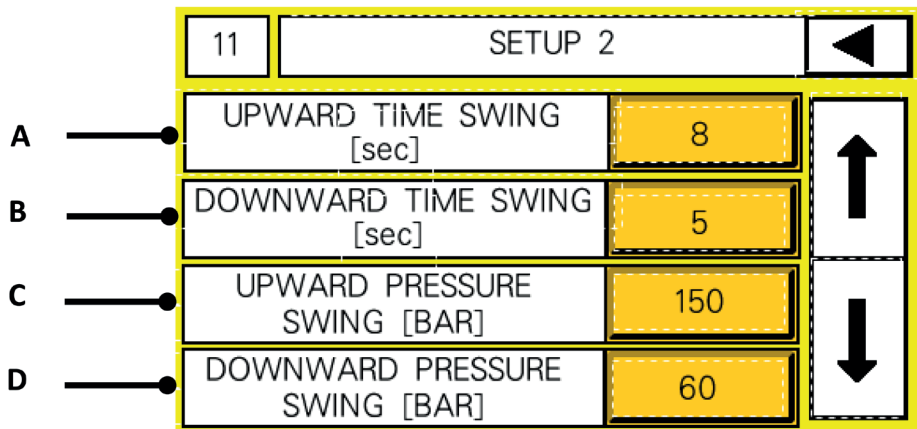 11
SETUP 2
A
UPWARD TIME SWING
[sec]
8
B
DOWNWARD TIME SWING
[sec]
5
C
UPWARD PRESSURE
SWING [BAR]
150
D
DOWNWARD PRESSURE
SWING [BAR]
60